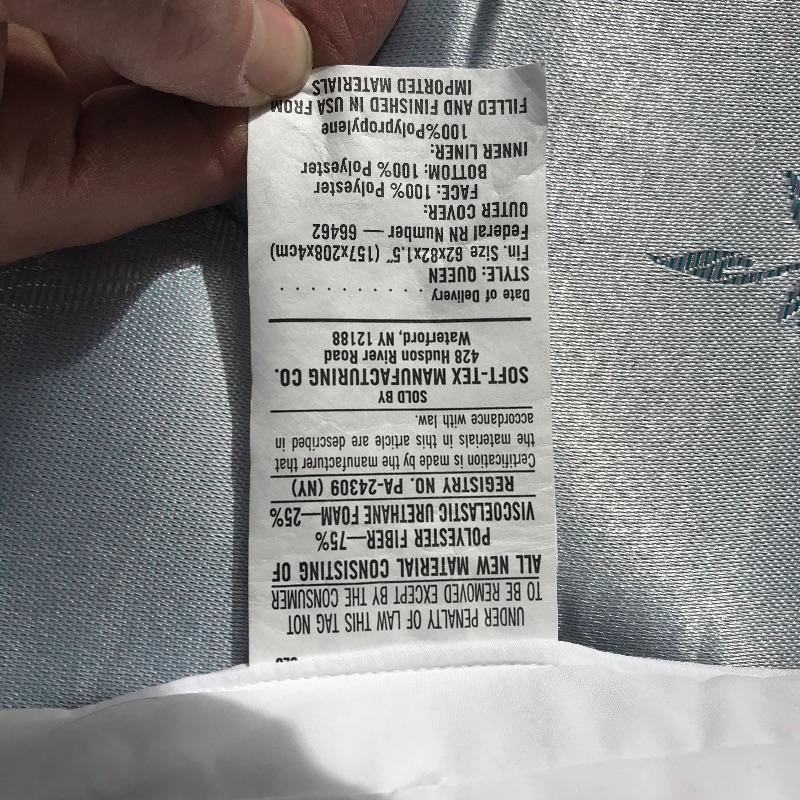 UNDER PENALTY OF LAW THIS TAG NOT
TO BE REMOVED EXCEPT BY THE CONSUMER
ALL NEW MATERIAL CONSISTING OF
POLYESTER FIBER—75%
VISCOELASTIC URETHANE FOAM—25%
REGISTRY NO. PA-24309 (NY)
Certification is made by the manufacturer that
the materials in this article are described in
accordance with law.
SOLD BY
SOFT-TEX MANUFACTURING CO.
428 Hudson River Road
Waterford, NY 12188
Date of Delivery . . . . . . . . . . .
STYLE: QUEEN
Fin. Size 62x82x1.5˝ (157x208x4cm)
Federal RN Number — 66462
OUTER COVER:
FACE: 100% Polyester
BOTTOM: 100% Polyester
INNER LINER:
100%Polypropylene
FILLED AND FINISHED IN USA FROM
IMPORTED MATERIALS